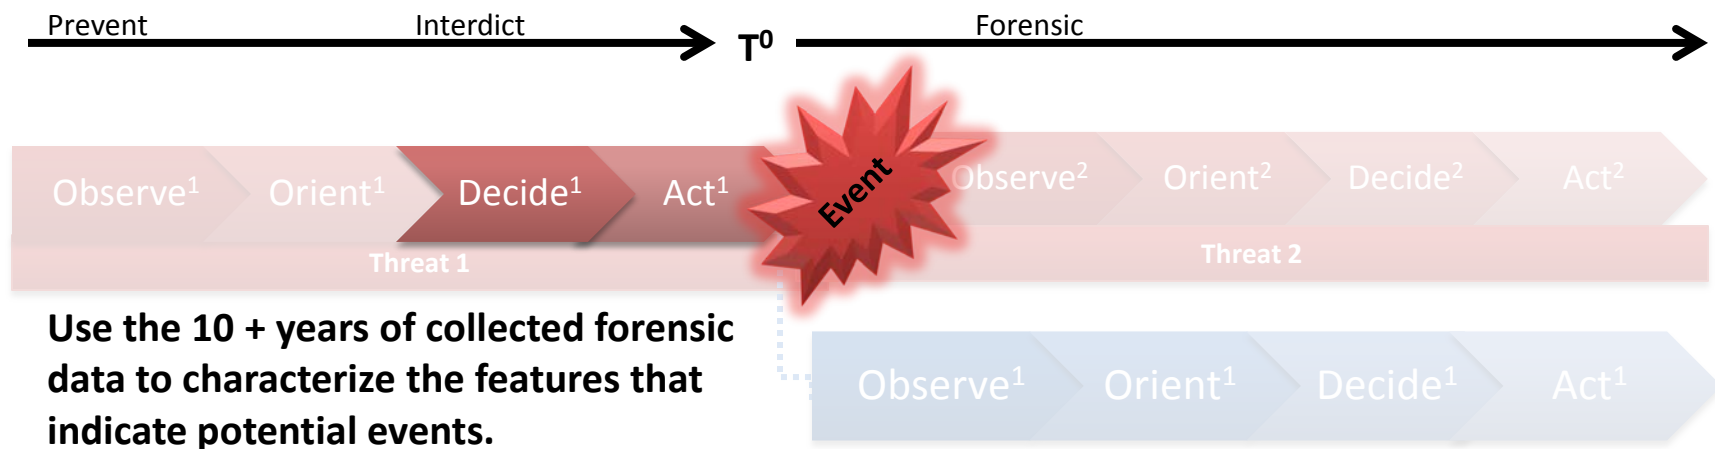 Prevent
Interdict
T⁰
Forensic
Observe¹
Orient¹
Decide¹
Act¹
Event
Observe²
Orient²
Decide²
Act²
Threat 1
Threat 2
Use the 10 + years of collected forensic
data to characterize the features that
indicate potential events.
Observe¹
Orient¹
Decide¹
Act¹